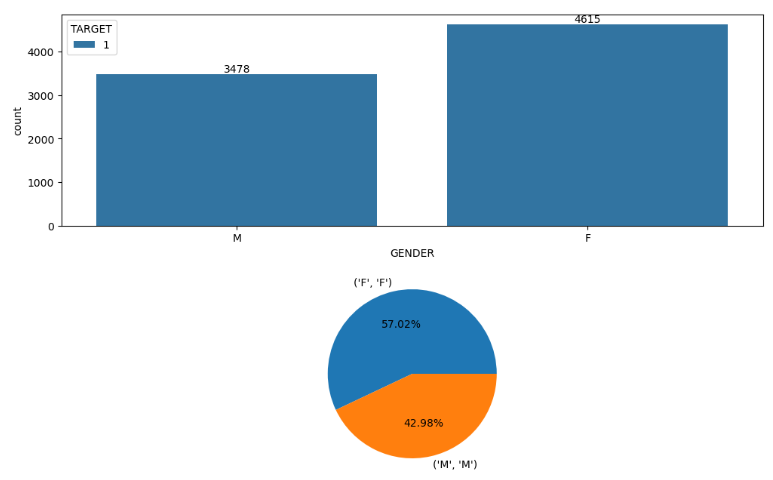 TARGET
1
4615
3478
4000
3000
2000
1000
0
count
M F
GENDER
('F', 'F')
57.02%
42.98%
('M', 'M')